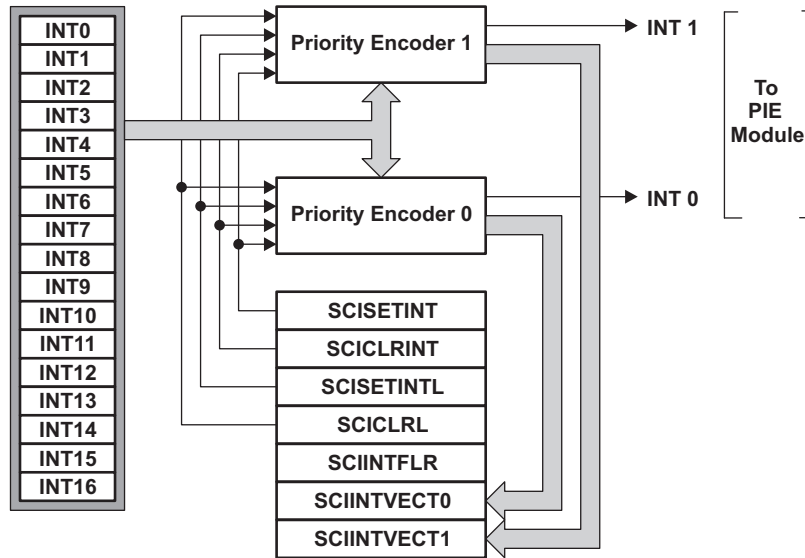 INT0
INT1
INT2
INT3
INT4
INT5
INT6
INT7
INT8
INT9
INT10
INT11
INT12
INT13
INT14
INT15
INT16
Priority Encoder 1
INT 1
To
PIE
Module
Priority Encoder 0
INT 0
SCISETINT
SCICLRINT
SCISETINTL
SCICLRL
SCIINTFLR
SCIINTVECT0
SCIINTVECT1